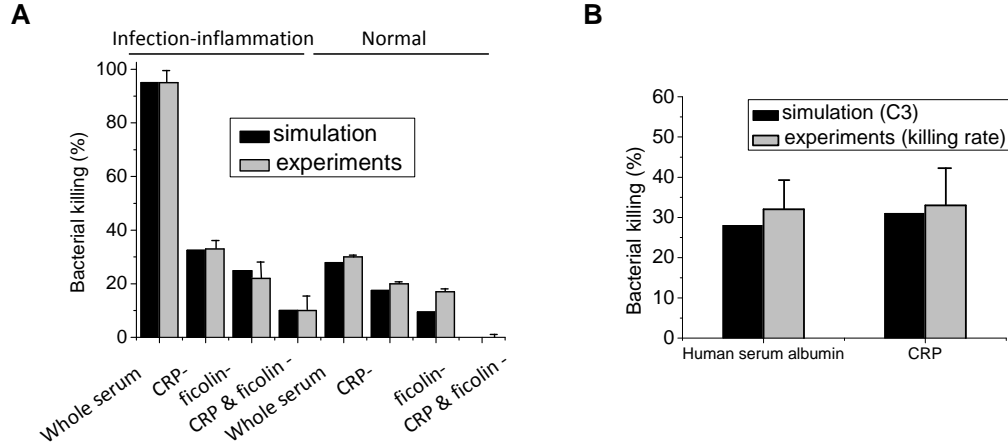 A
Infection-inflammation
Normal
Bacterial killing (%)
100
80
60
40
20
0
simulation
experiments
Whole serum
CRP-
ficolin-
CRP & ficolin -
Whole serum
CRP-
ficolin-
CRP & ficolin -
B
Bacterial killing (%)
60
50
40
30
20
10
0
simulation (C3)
experiments (killing rate)
Human serum albumin
CRP